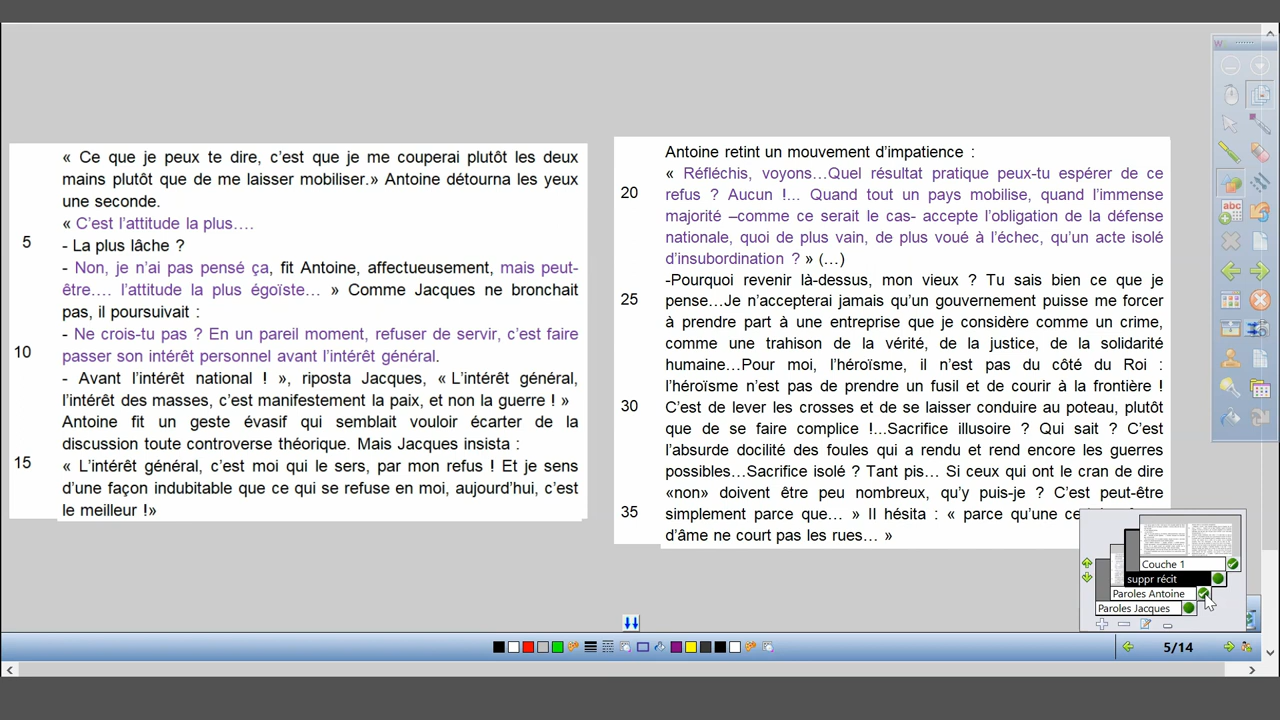 « Ce que je peux te dire, c’est que je me couperai plutôt les deux
mains plutôt que de me laisser mobiliser.» Antoine détourna les yeux
une seconde.
« C’est l’attitude la plus….
5
- La plus lâche ?
- Non, je n’ai pas pensé ça, fit Antoine, affectueusement, mais peut-
être…. l’attitude la plus égoïste… » Comme Jacques ne bronchait
pas, il poursuivait :
- Ne crois-tu pas ? En un pareil moment, refuser de servir, c’est faire
10
passer son intérêt personnel avant l’intérêt général.
- Avant l’intérêt national ! », riposta Jacques, « L’intérêt général,
l’intérêt des masses, c’est manifestement la paix, et non la guerre ! »
Antoine fit un geste évasif qui semblait vouloir écarter de la
discussion toute controverse théorique. Mais Jacques insista :
15
« L’intérêt général, c’est moi qui le sers, par mon refus ! Et je sens
d’une façon indubitable que ce qui se refuse en moi, aujourd’hui, c’est
le meilleur !»
Antoine retint un mouvement d’impatience :
« Réfléchis, voyons…Quel résultat pratique peux-tu espérer de ce
20
refus ? Aucun !... Quand tout un pays mobilise, quand l’immense
majorité –comme ce serait le cas- accepte l’obligation de la défense
nationale, quoi de plus vain, de plus voué à l’échec, qu’un acte isolé
d’insubordination ? » (…)
-Pourquoi revenir là-dessus, mon vieux ? Tu sais bien ce que je
25
pense…Je n’accepterai jamais qu’un gouvernement puisse me forcer
à prendre part à une entreprise que je considère comme un crime,
comme une trahison de la vérité, de la justice, de la solidarité
humaine…Pour moi, l’héroïsme, il n’est pas du côté du Roi :
l’héroïsme n’est pas de prendre un fusil et de courir à la frontière !
30
C’est de lever les crosses et de se laisser conduire au poteau, plutôt
que de se faire complice !...Sacrifice illusoire ? Qui sait ? C’est
l’absurde docilité des foules qui a rendu et rend encore les guerres
possibles…Sacrifice isolé ? Tant pis… Si ceux qui ont le cran de dire
«non» doivent être peu nombreux, qu’y puis-je ? C’est peut-être
35
simplement parce que… » Il hésita : « parce qu’une
d’âme ne court pas les rues… »
abc
Couche 1
suppr récit
Paroles Antoine
Paroles Jacques
5/14